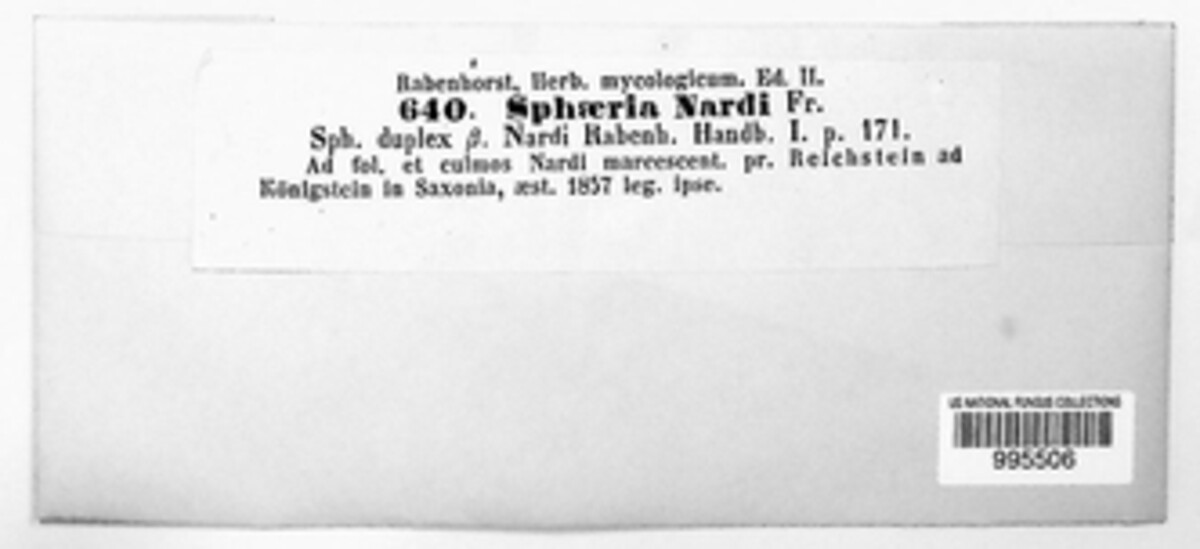 Rabenhorst, Herb. mycologicum. Ed. II.
640. Sphæria Nardi Fr.
Sph. duplex β. Nardi Rabenh. Handb. I. p. 171.
Ad fol. et culmos Nardi marcescent. pr. Reichstein ad
Königstein in Saxonia, æst. 1857 leg. ipse.
US NATIONAL FUNGUS COLLECTIONS
995506